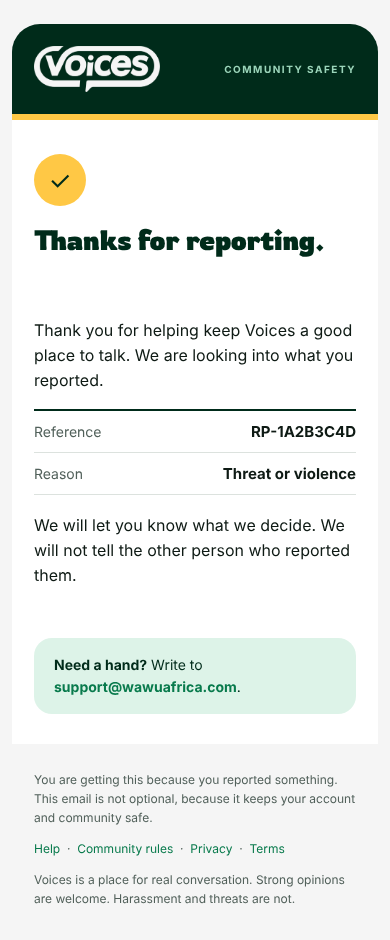 Voices
COMMUNITY SAFETY
Thanks for reporting.
Thank you for helping keep Voices a good
place to talk. We are looking into what you
reported.
Reference RP-1A2B3C4D
Reason Threat or violence
We will let you know what we decide. We
will not tell the other person who reported
them.
Need a hand? Write to
support@wawuafrica.com.
You are getting this because you reported something.
This email is not optional, because it keeps your account
and community safe.
Help · Community rules · Privacy · Terms
Voices is a place for real conversation. Strong opinions
are welcome. Harassment and threats are not.